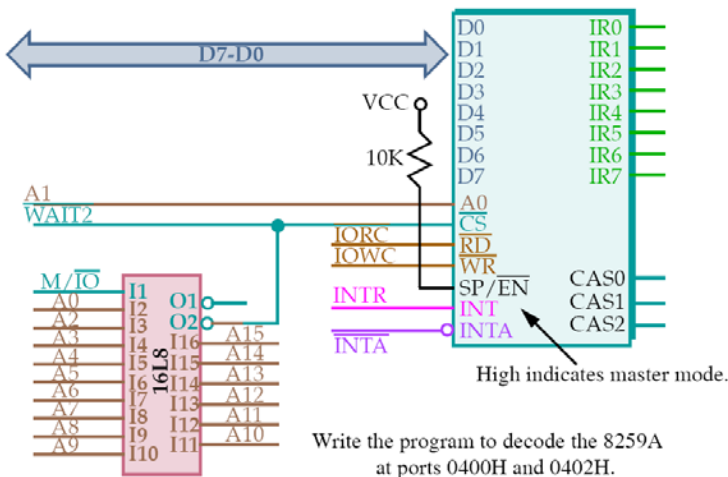 D7-D0
D0
D1
D2
D3
D4
D5
D6
D7
A0
CS
RD
WR
SP/EN
INT
INTA
IR0
IR1
IR2
IR3
IR4
IR5
IR6
IR7
CAS0
CAS1
CAS2
VCC
10K
A1
WAIT2
IORC
IOWC
INTR
INTA
M/IO
A0
A2
A3
A4
A5
A6
A7
A8
A9
I1
I2
I3
I4
I5
I6
I7
I8
I9
I10
16L8
O1
O2
I16
I15
I14
I13
I12
I11
A15
A14
A13
A12
A11
A10
High indicates master mode.
Write the program to decode the 8259A
at ports 0400H and 0402H.